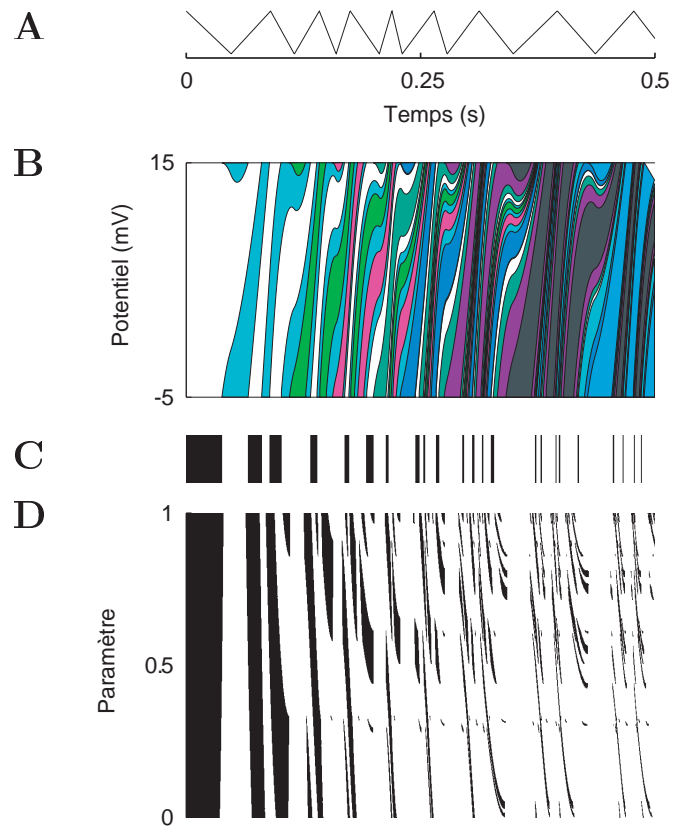 A
0 0.25 0.5
Temps (s)
B
15
Potentiel (mV)
-5
C
D
1
Paramètre
0.5
0